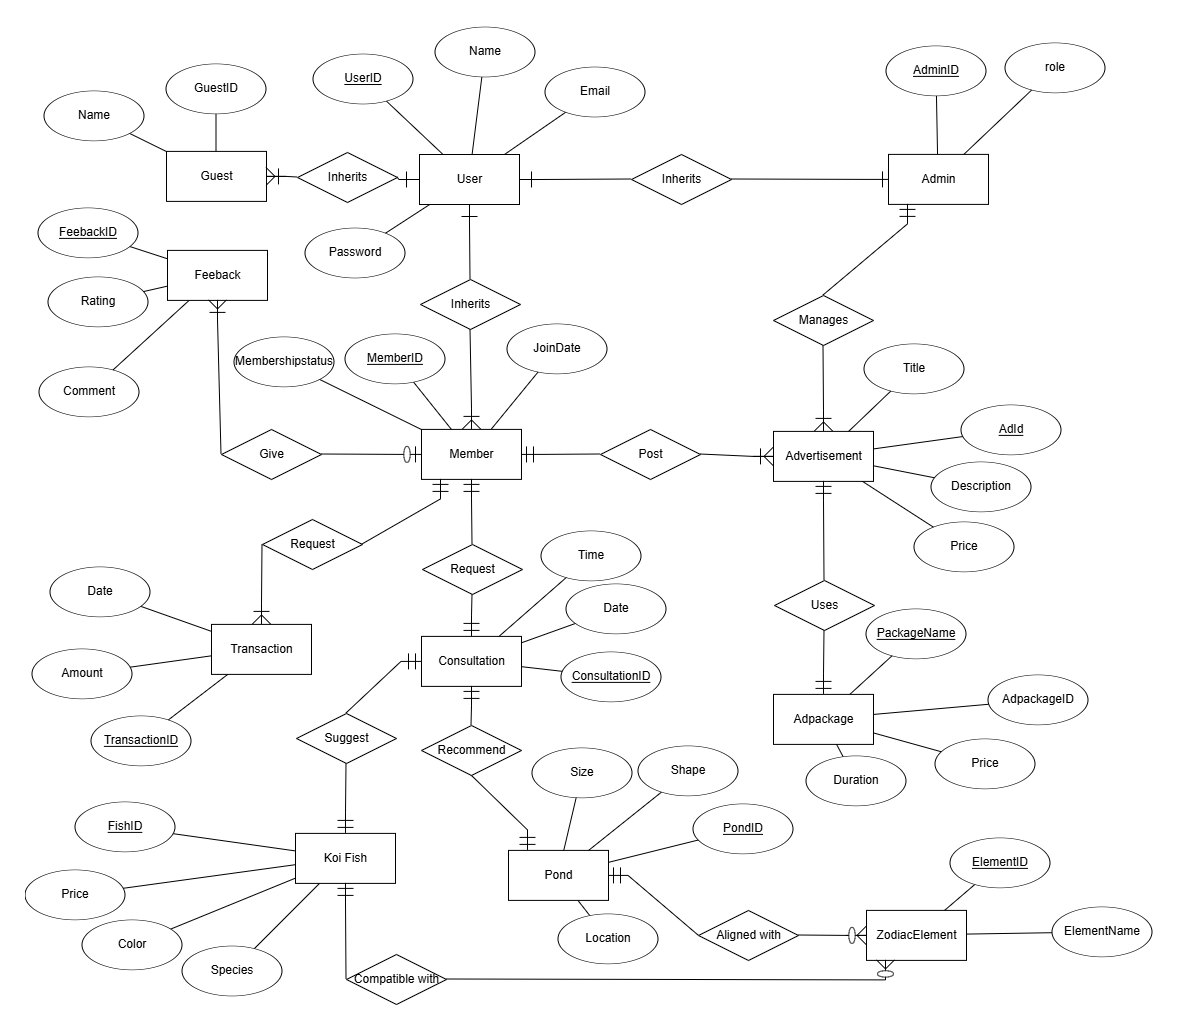 Name
UserID
Email
AdminID
role
GuestID
Name
Guest
Inherits
User
Inherits
Admin
FeebackID
Password
Feeback
Rating
Inherits
Manages
Comment
Membershipstatus
MemberID
JoinDate
Title
AdId
Give
Member
Post
Advertisement
Description
Price
Request
Request
Time
Date
Date
Uses
PackageName
Transaction
Consultation
ConsultationID
Amount
AdpackageID
TransactionID
Suggest
Recommend
Adpackage
Size
Shape
Price
Duration
FishID
PondID
Koi Fish
Pond
ElementID
Price
Color
Location
Aligned with
ZodiacElement
ElementName
Species
Compatible with